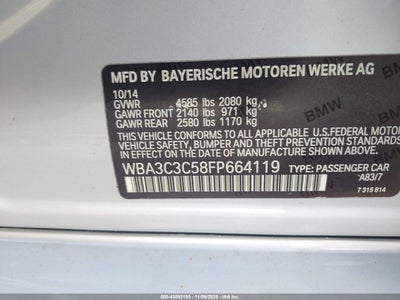 MFD BY BAYERISCHE MOTOREN WERKE AG
10/14
GVWR 4585 lbs 2080 kg
GAWR FRONT 2140 lbs 971 kg
GAWR REAR 2580 lbs 1170 kg
THIS VEHICLE CONFORMS TO ALL APPLICABLE U.S.FEDERAL MOTOR
SAFETY, BUMPER AND THEFT PREVENTION STANDARDS IN
EFFECT ON THE DATE OF MANUFACTURE SHOWN ABOVE.
WBA3C3C58FP664119 TYPE: PASSENGER CAR
A83/7
7 315 814
BMW
BMW